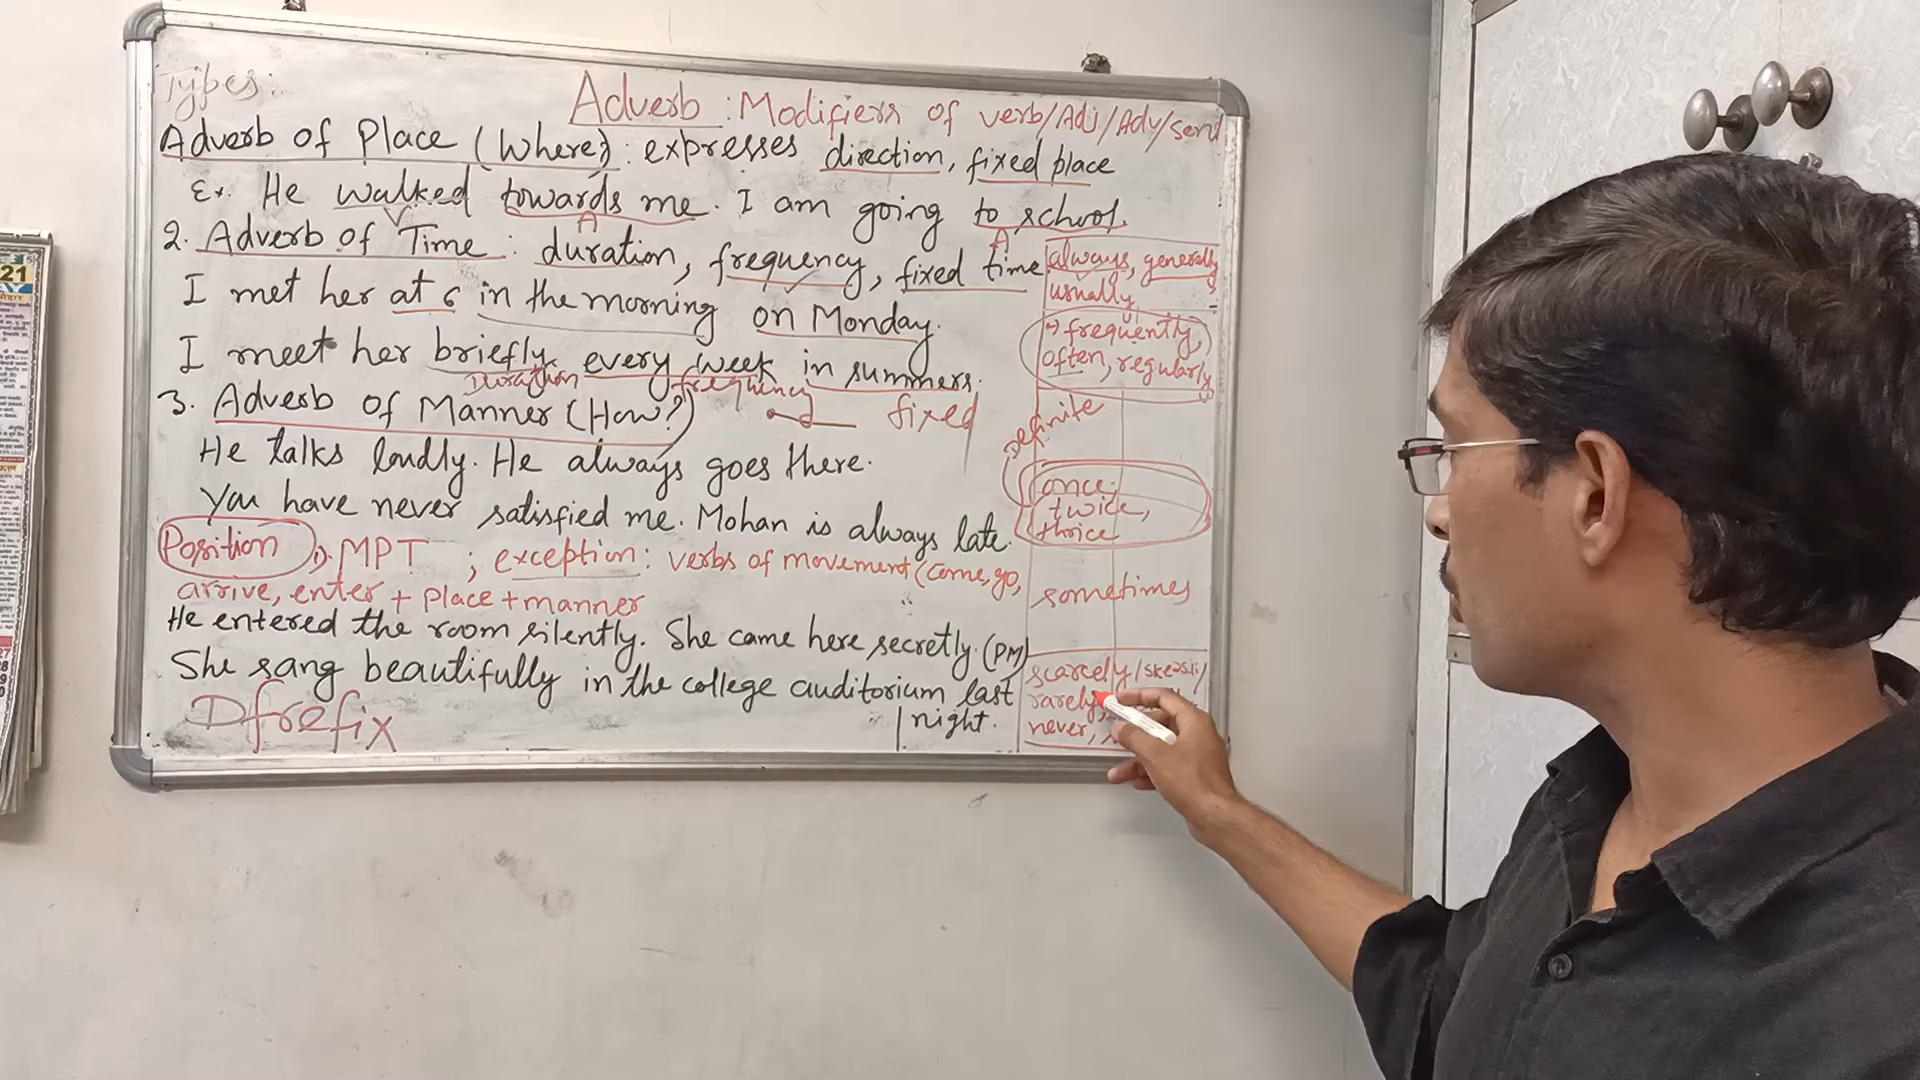 Types:
Adverb : Modifiers of verb/Adj/Adv/sent
Adverb of Place (Where?) : expresses direction, fixed place
Ex. He walked towards me. I am going to school.
V A A
2. Adverb of Time : duration, frequency, fixed time
I met her at 6 in the morning on Monday.
I meet her briefly every week in summers.
Duration frequency fixed
3. Adverb of Manner (How?)
He talks loudly. He always goes there.
You have never satisfied me. Mohan is always late.
Position 1). MPT ; exception : verbs of movement (come, go,
arrive, enter + place + manner
He entered the room silently. She came here secretly. (PM)
She sang beautifully in the college auditorium last
night.
Dfrefix
always, generally
usually
→ frequently,
often, regularly
Definite
once,
twice,
thrice
sometimes
scarcely/
rarely,
never,
21
27
28